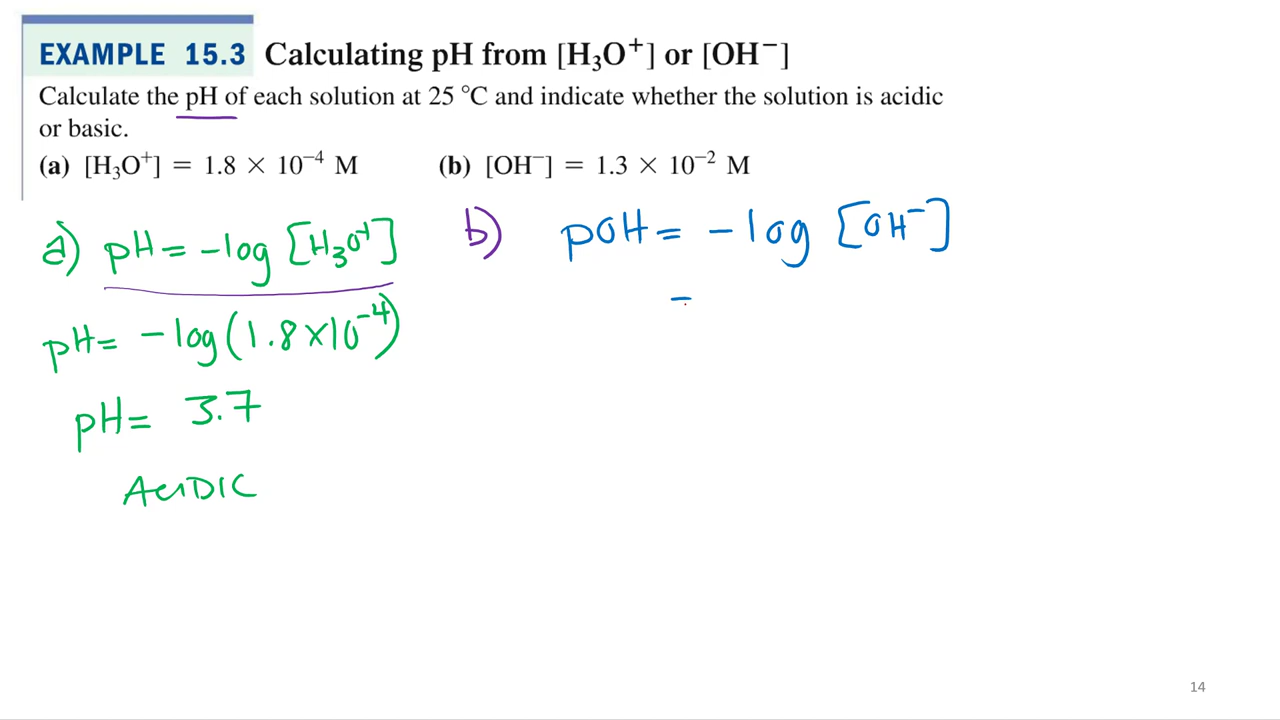 EXAMPLE 15.3 Calculating pH from [H₃O⁺] or [OH⁻]
Calculate the pH of each solution at 25 °C and indicate whether the solution is acidic
or basic.
(a) [H₃O⁺] = 1.8 × 10⁻⁴ M (b) [OH⁻] = 1.3 × 10⁻² M
a) pH = -log [H₃O⁺]
pH = -log(1.8×10⁻⁴)
pH = 3.7
ACIDIC
b) pOH = -log [OH⁻]
=
14